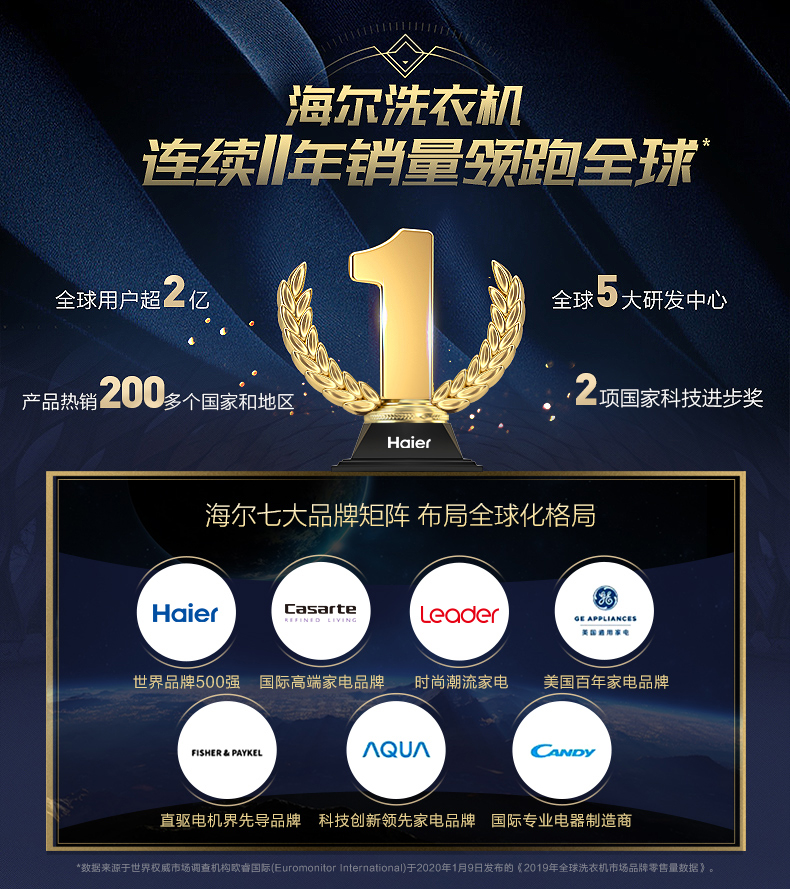 海尔洗衣机
连续11年销量领跑全球*
全球用户超2亿
全球5大研发中心
产品热销200多个国家和地区
2项国家科技进步奖
Haier
海尔七大品牌矩阵 布局全球化格局
Haier
Casarte
REFINED LIVING
Leader
GE APPLIANCES
美国通用家电
世界品牌500强
国际高端家电品牌
时尚潮流家电
美国百年家电品牌
FISHER & PAYKEL
AQUA
CANDY
直驱电机界先导品牌
科技创新领先家电品牌
国际专业电器制造商
*数据来源于世界权威市场调查机构欧睿国际(Euromonitor International)于2020年1月9日发布的《2019年全球洗衣机市场品牌零售量数据》。